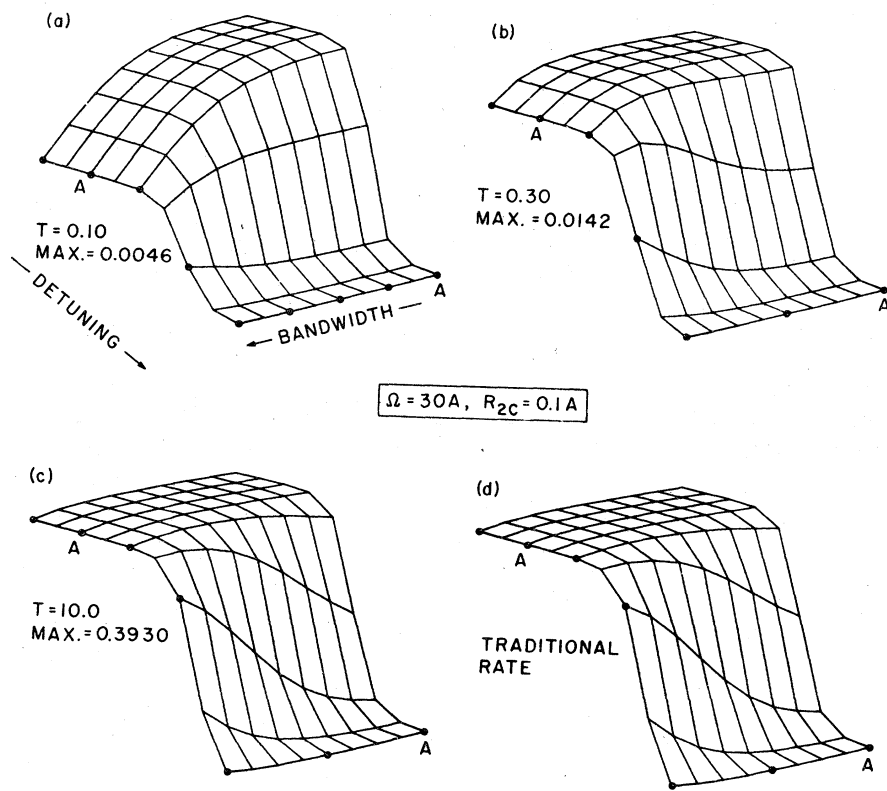 (a)
(b)
A
A
T = 0.10
MAX. = 0.0046
T = 0.30
MAX. = 0.0142
DETUNING
BANDWIDTH
A
A
Ω = 30A, R2C = 0.1A
(c)
(d)
A
A
T = 10.0
MAX. = 0.3930
TRADITIONAL
RATE
A
A